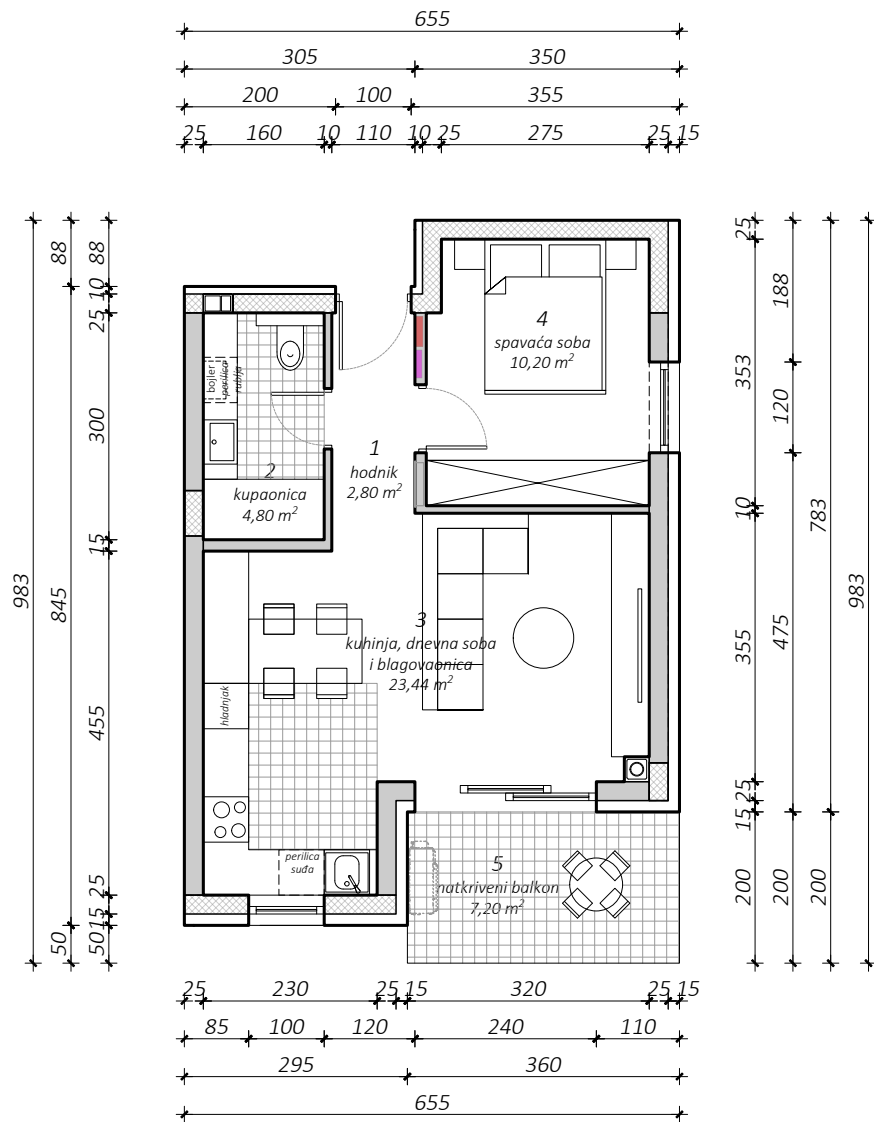 655
305 350
200 100 355
25 160 10 110 10 25 275 25 15
88 88 25
10
25 188
4
spavaća soba
10,20 m²
353
bojler
perilica
rublja
120
300
1
hodnik
2,80 m²
2
kupaonica
4,80 m²
10
783
15
983 845 983
3
kuhinja, dnevna soba
i blagovaonica
23,44 m²
355 475
hladnjak
455
25
15
perilica
suđa
5
natkriveni balkon
7,20 m²
25
15
50 50
200 200 200
25 230 25 15 320 25 15
85 100 120 240 110
295 360
655